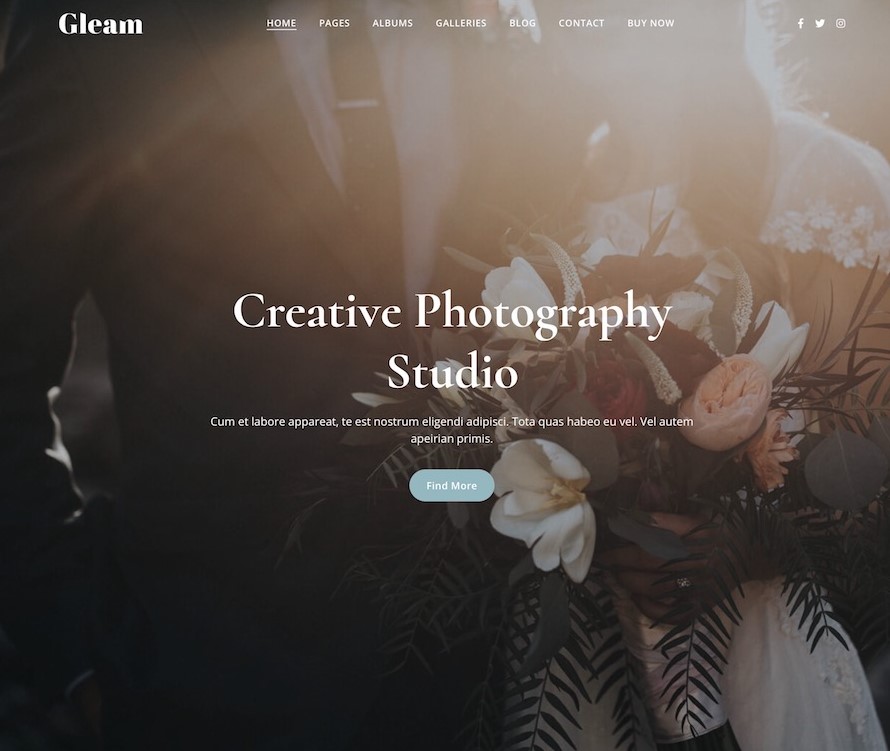 Gleam
HOME PAGES ALBUMS GALLERIES BLOG CONTACT BUY NOW
Creative Photography
Studio
Cum et labore appareat, te est nostrum eligendi adipisci. Tota quas habeo eu vel. Vel autem
apeirian primis.
Find More